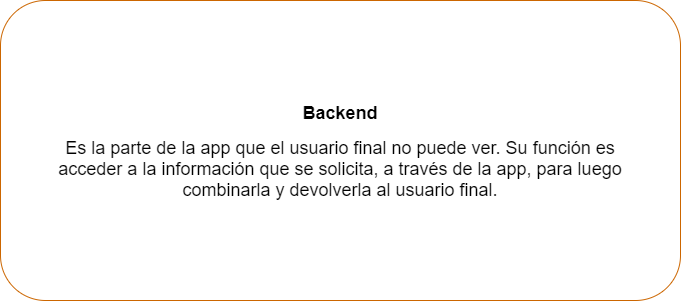 Backend
Es la parte de la app que el usuario final no puede ver. Su función es
acceder a la información que se solicita, a través de la app, para luego
combinarla y devolverla al usuario final.